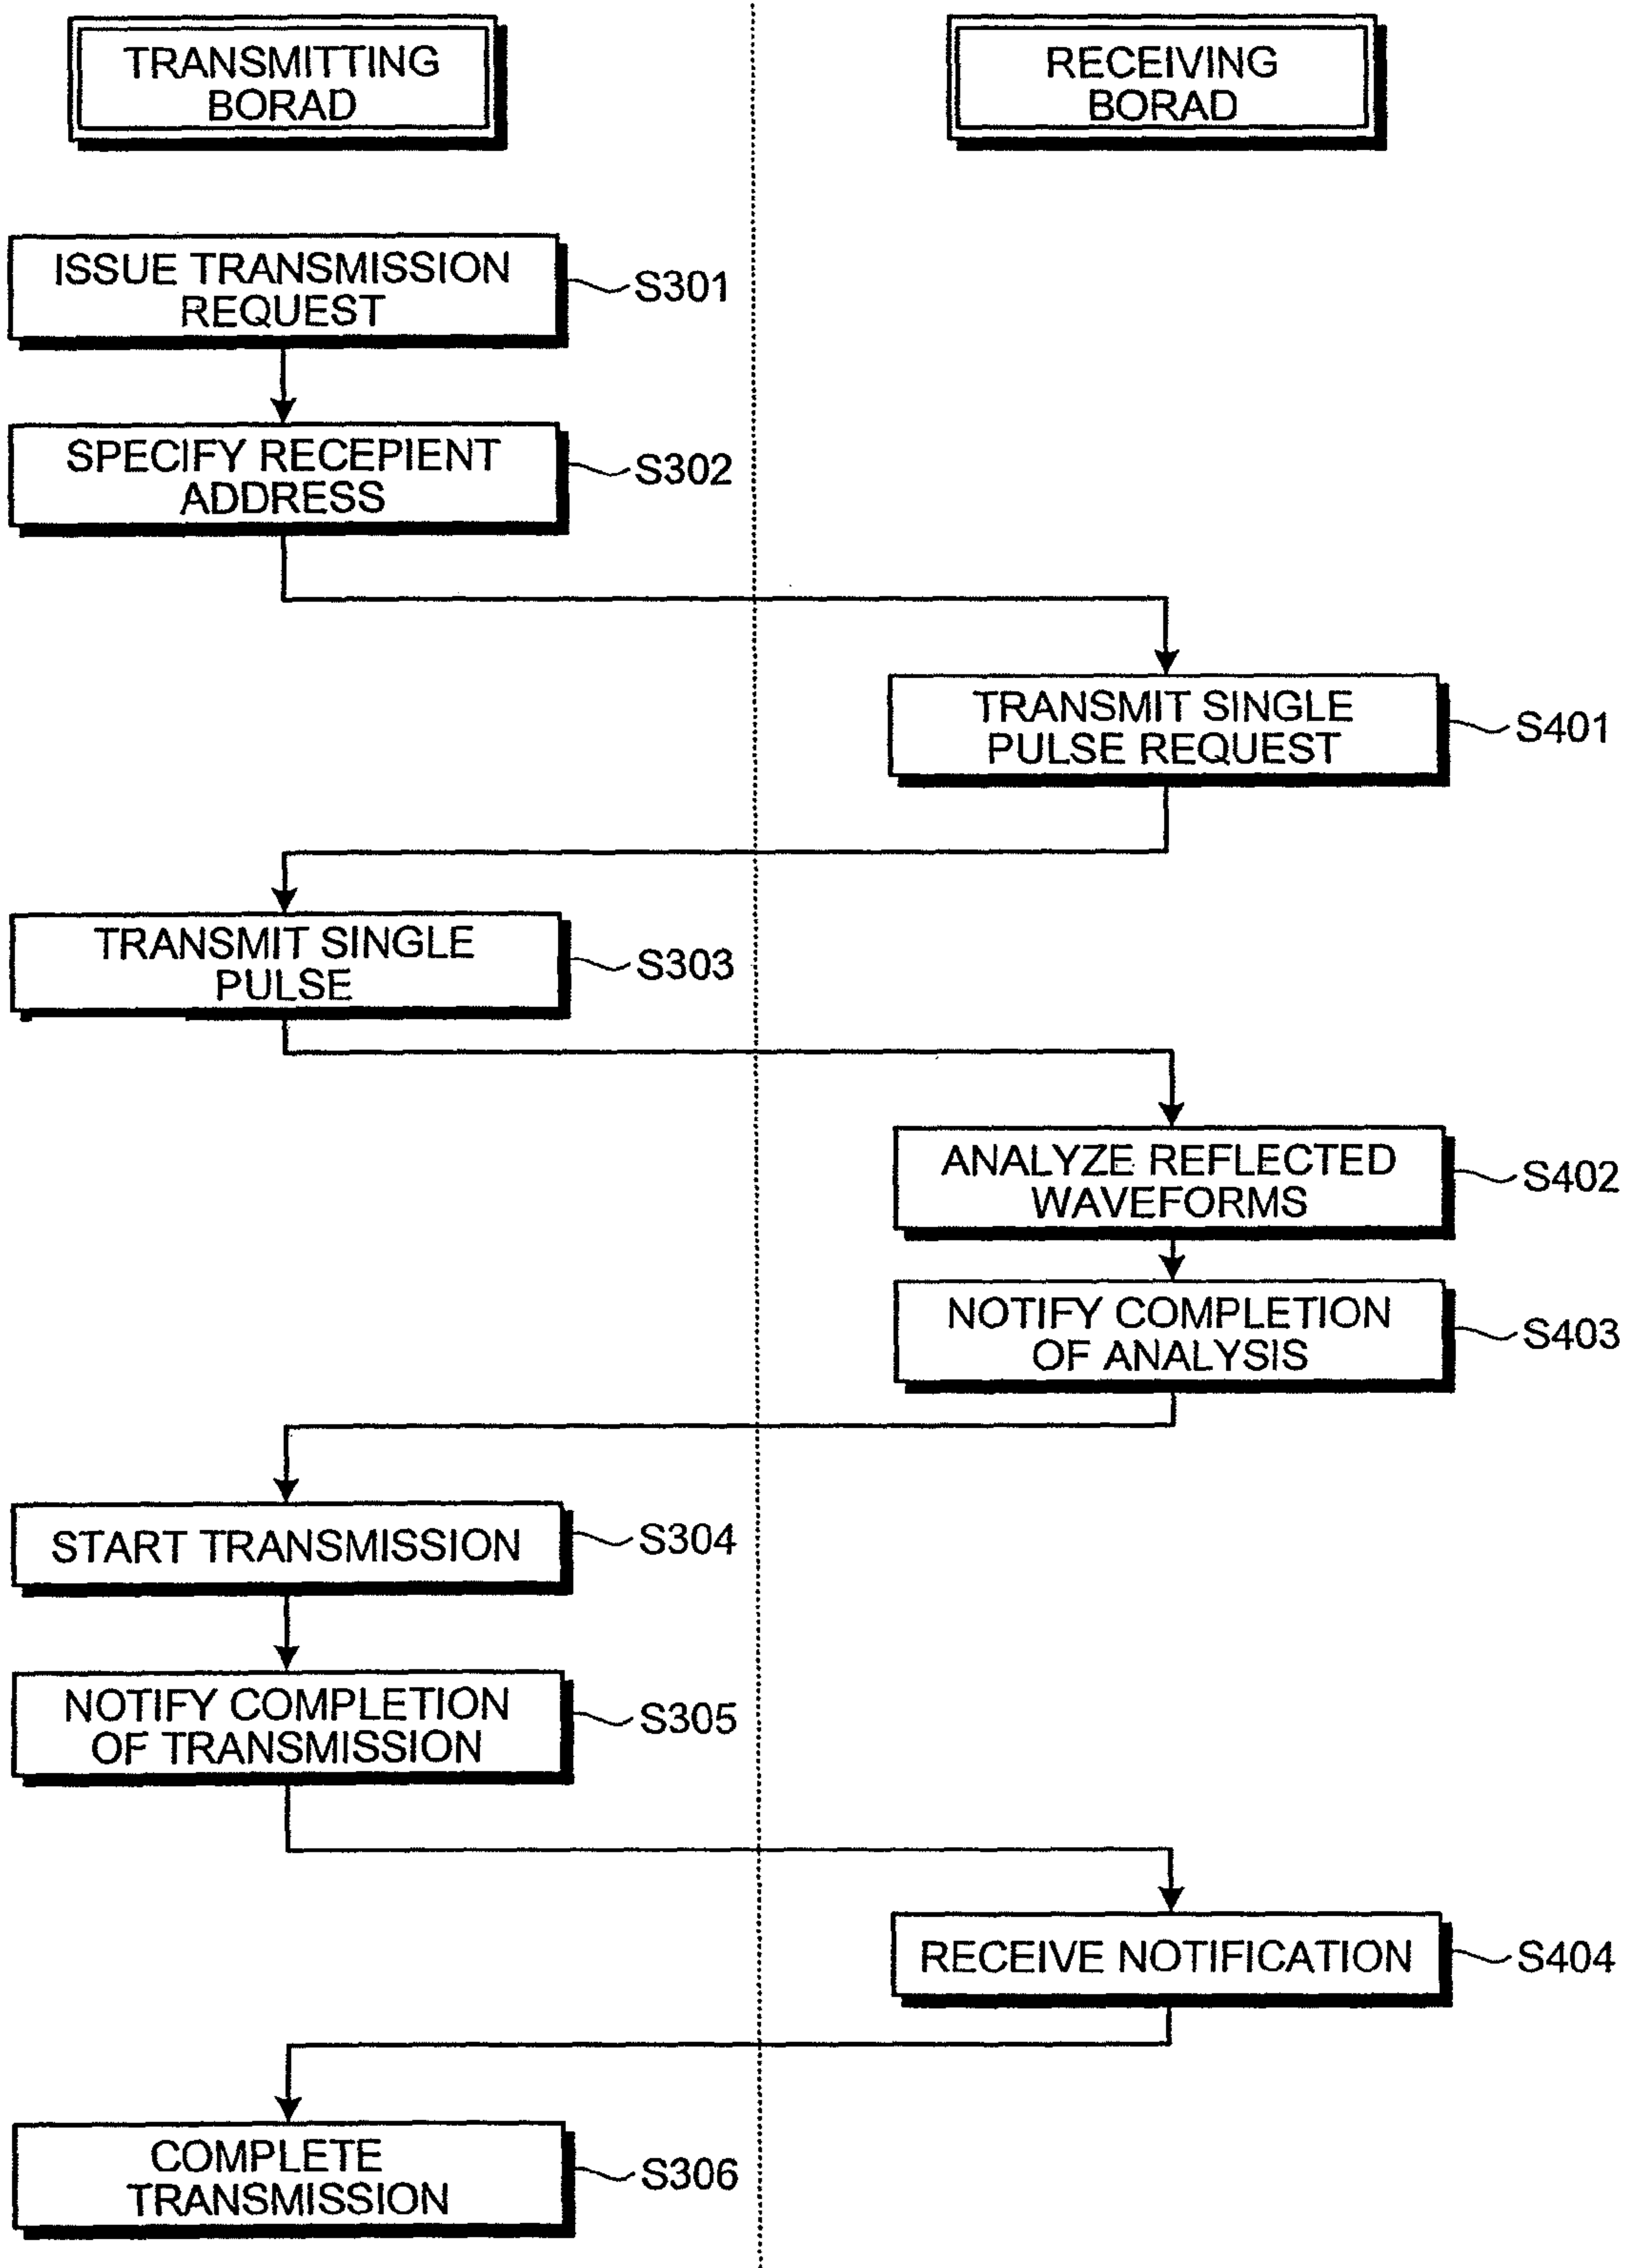 TRANSMITTING
BORAD
RECEIVING
BORAD
ISSUE TRANSMISSION
REQUEST
S301
SPECIFY RECEPIENT
ADDRESS
S302
TRANSMIT SINGLE
PULSE REQUEST
S401
TRANSMIT SINGLE
PULSE
S303
ANALYZE REFLECTED
WAVEFORMS
S402
NOTIFY COMPLETION
OF ANALYSIS
S403
START TRANSMISSION
S304
NOTIFY COMPLETION
OF TRANSMISSION
S305
RECEIVE NOTIFICATION
S404
COMPLETE
TRANSMISSION
S306